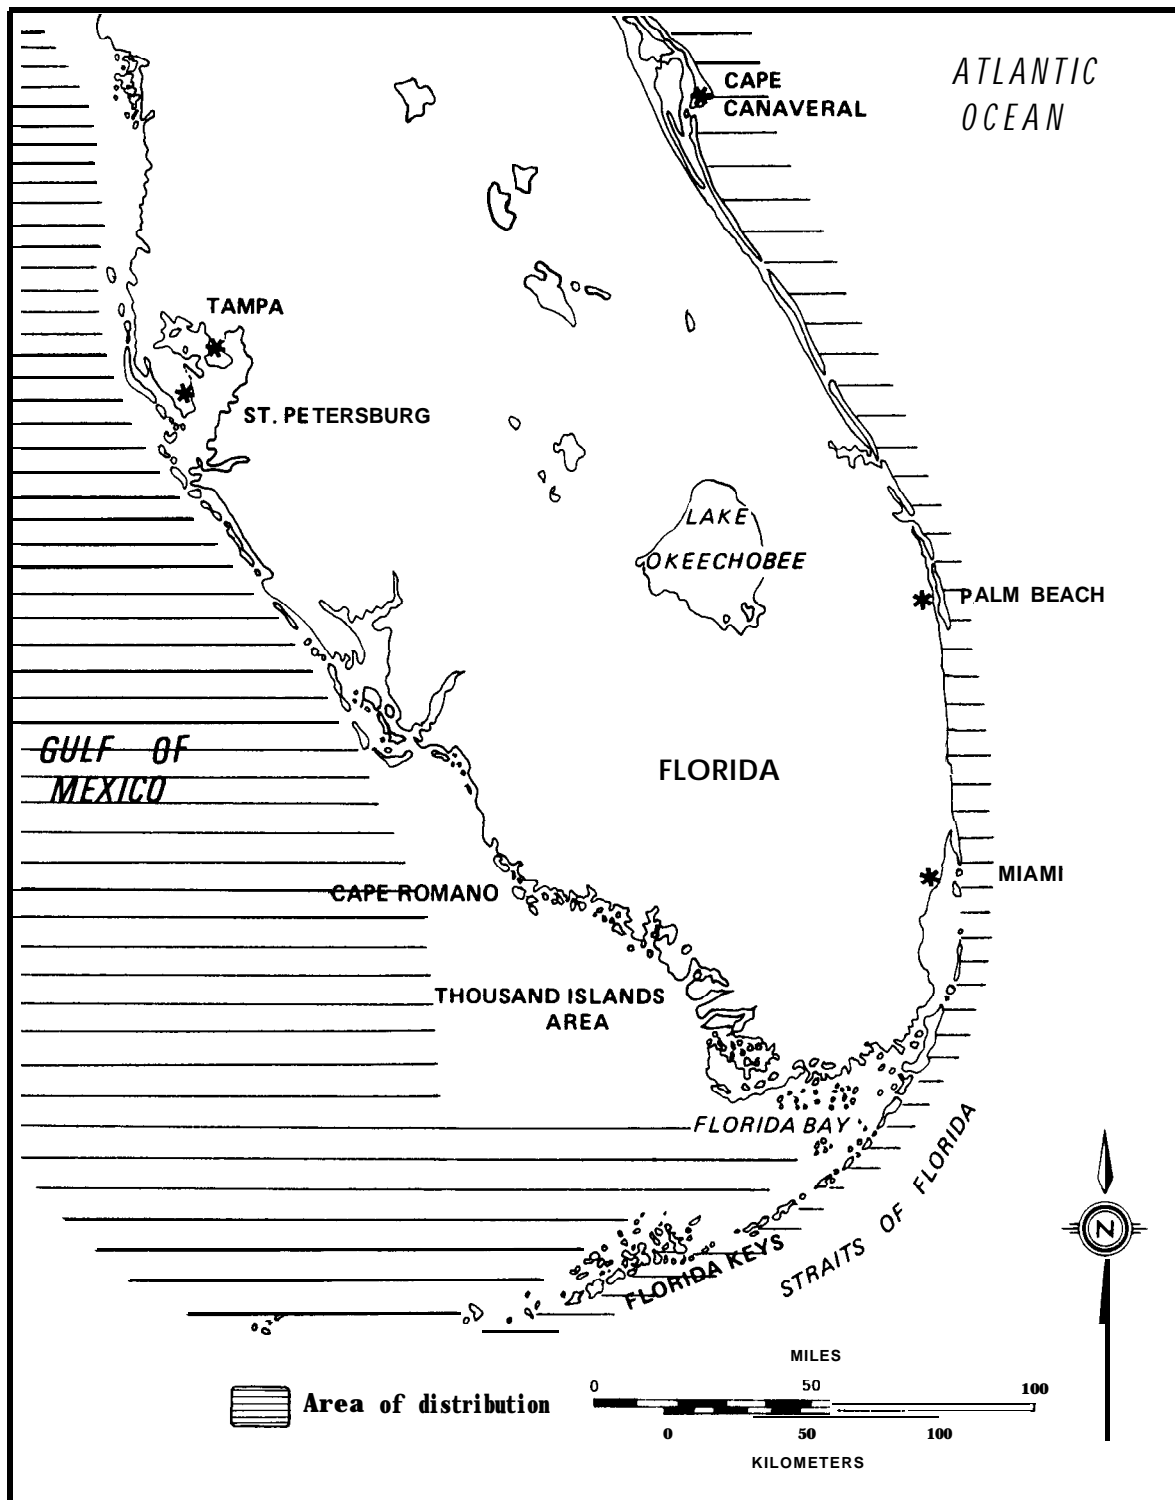 ATLANTIC
OCEAN
CAPE
CANAVERAL
TAMPA
ST. PETERSBURG
LAKE
OKEECHOBEE
PALM BEACH
GULF OF
MEXICO
FLORIDA
MIAMI
CAPE ROMANO
THOUSAND ISLANDS
AREA
FLORIDA BAY
STRAITS OF FLORIDA
FLORIDA KEYS
N
MILES
0 50 100
Area of distribution
0 50 100
KILOMETERS